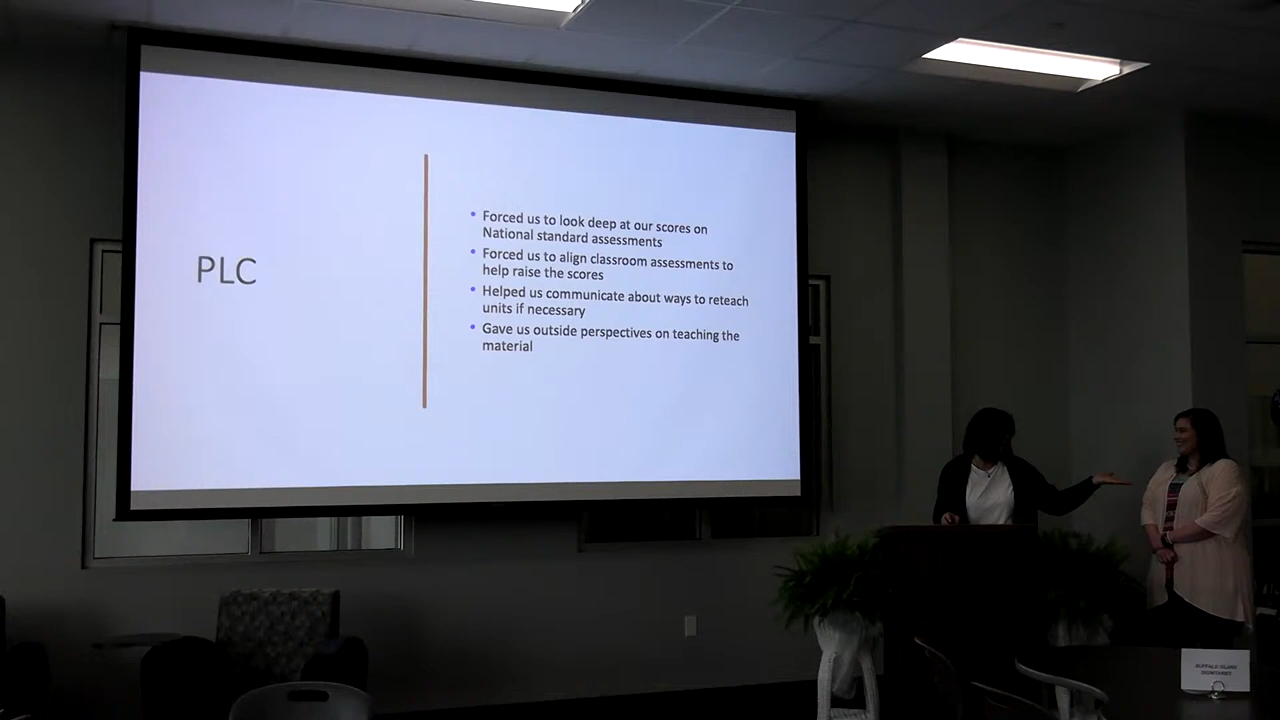 PLC
• Forced us to look deep at our scores on
National standard assessments
• Forced us to align classroom assessments to
help raise the scores
• Helped us communicate about ways to reteach
units if necessary
• Gave us outside perspectives on teaching the
material
BUFFALO ISLAND